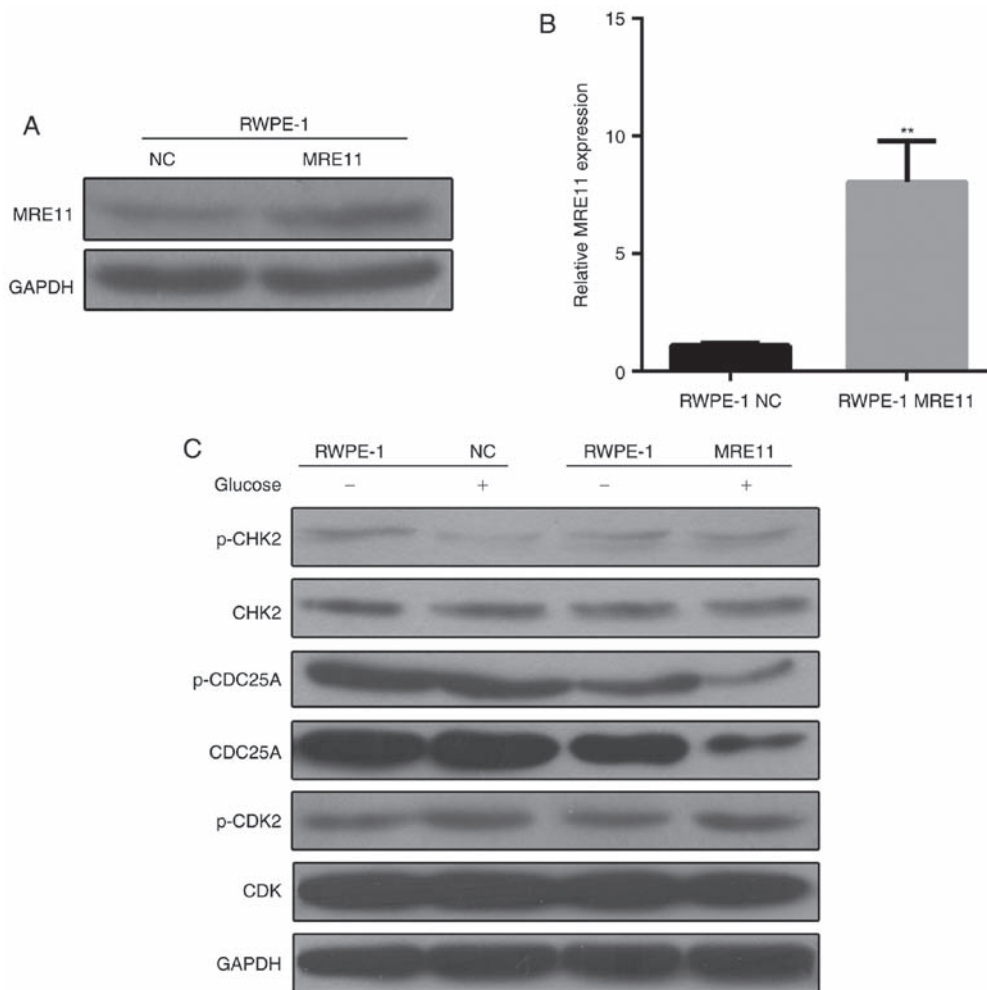 A
RWPE-1
NC MRE11
MRE11
GAPDH
B
15
10
5
0
Relative MRE11 expression
**
RWPE-1 NC RWPE-1 MRE11
C
RWPE-1 NC RWPE-1 MRE11
Glucose − + − +
p-CHK2
CHK2
p-CDC25A
CDC25A
p-CDK2
CDK
GAPDH